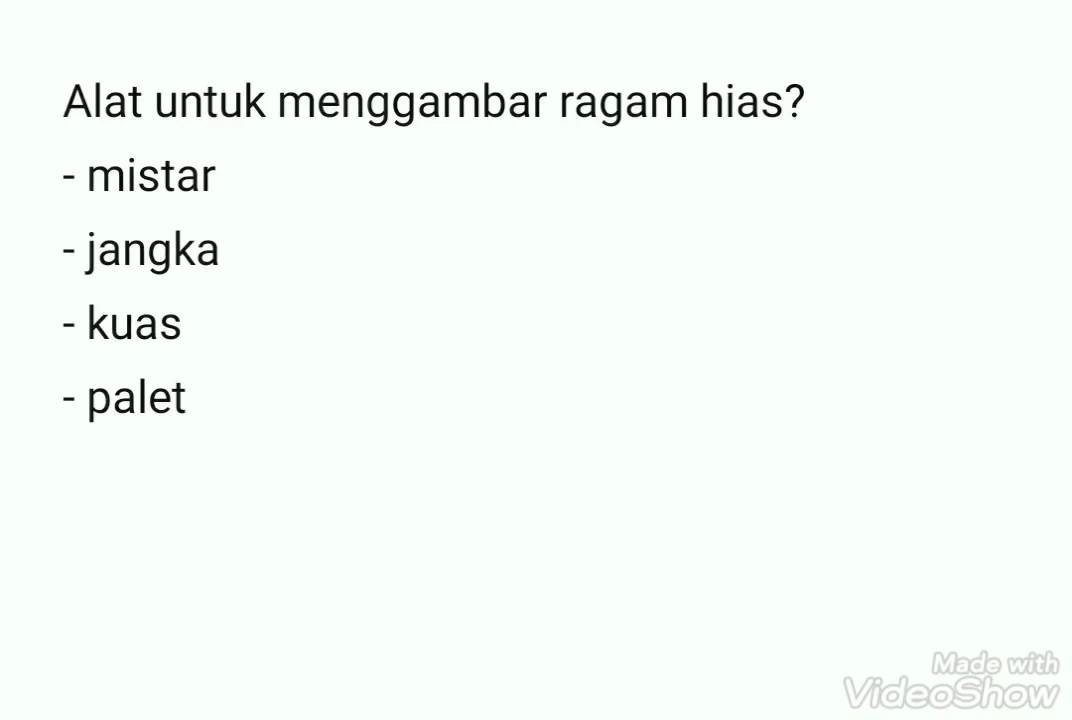 Alat untuk menggambar ragam hias?
- mistar
- jangka
- kuas
- palet
Made with
VideoShow